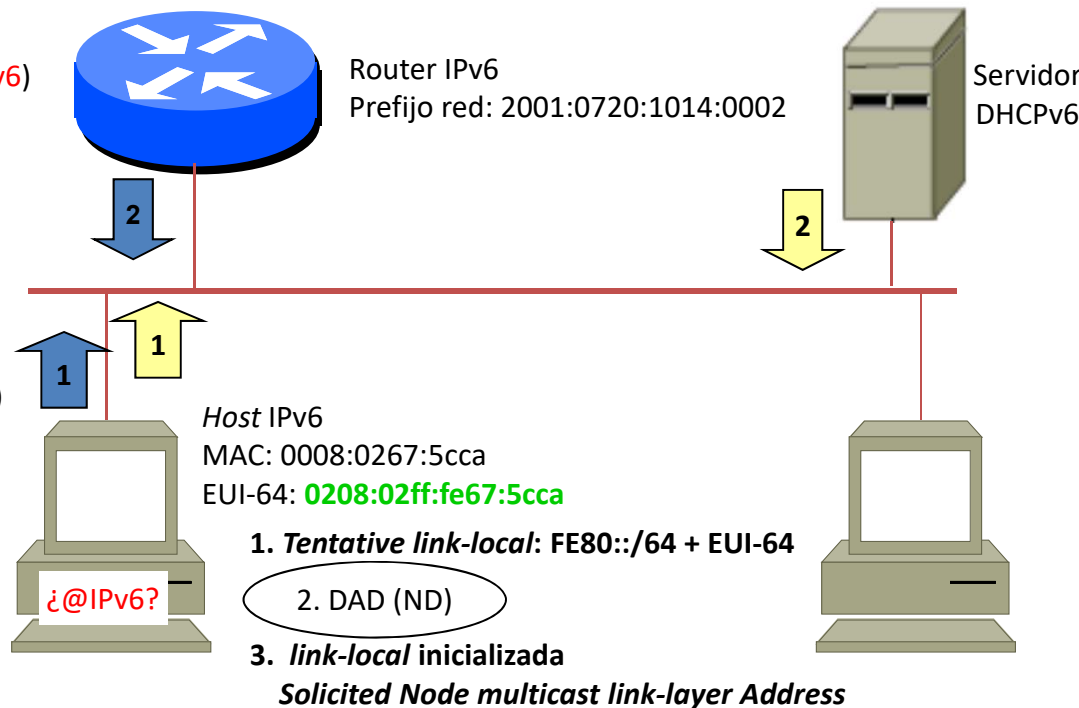 v6)
Router IPv6
Prefijo red: 2001:0720:1014:0002
Servidor
DHCPv6
2
2
1
1
)
Host IPv6
MAC: 0008:0267:5cca
EUI-64: 0208:02ff:fe67:5cca
1. Tentative link-local: FE80::/64 + EUI-64
¿@IPv6?
2. DAD (ND)
3. link-local inicializada
Solicited Node multicast link-layer Address